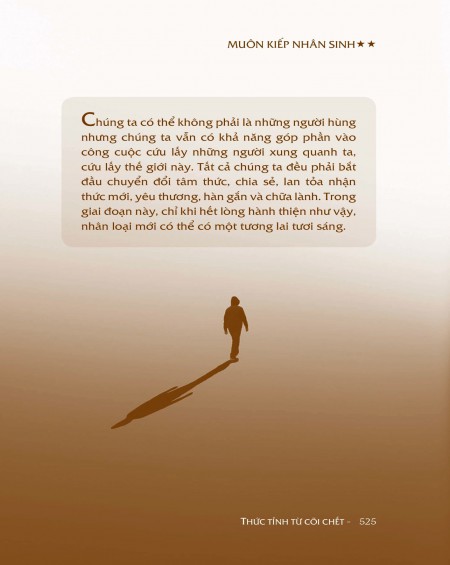 MUÔN KIẾP NHÂN SINH★★
Chúng ta có thể không phải là những người hùng
nhưng chúng ta vẫn có khả năng góp phần vào
công cuộc cứu lấy những người xung quanh ta,
cứu lấy thế giới này. Tất cả chúng ta đều phải bắt
đầu chuyển đổi tâm thức, chia sẻ, lan tỏa nhận
thức mới, yêu thương, hàn gắn và chữa lành. Trong
giai đoạn này, chỉ khi hết lòng hành thiện như vậy,
nhân loại mới có thể có một tương lai tươi sáng.
THỨC TỈNH TỪ CÕI CHẾT - 525